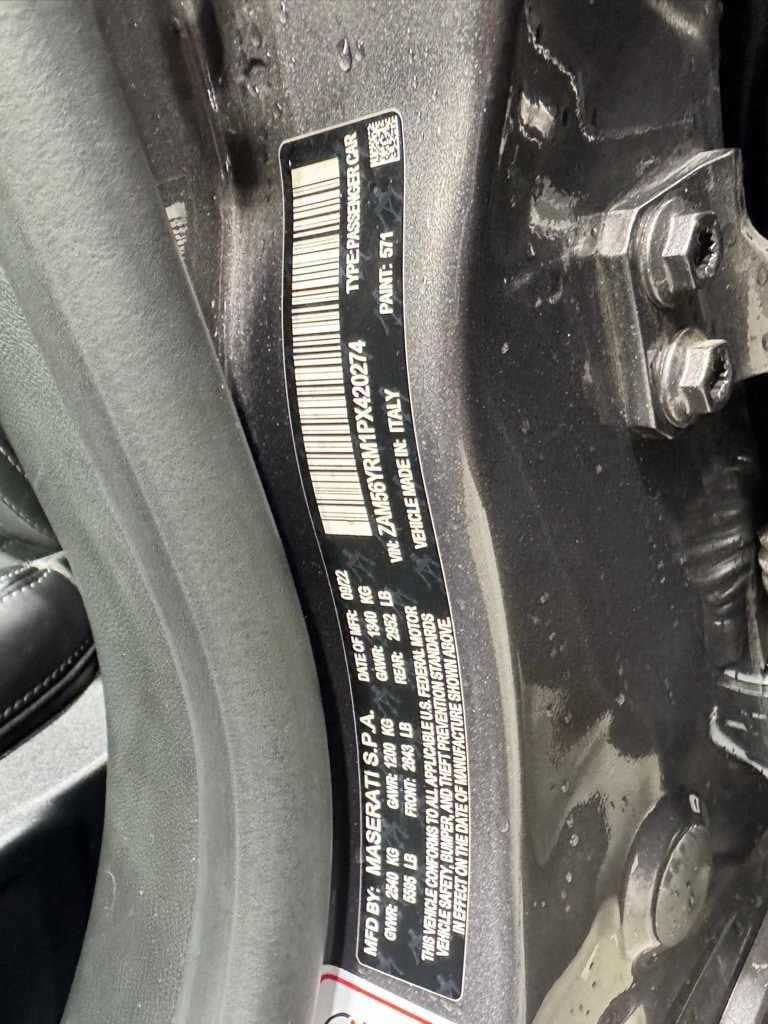 MFD BY: MASERATI S.P.A.
DATE OF MFR: 09/22
GVWR: 2540 KG
5595 LB
GAWR: 1200 KG
FRONT: 2643 LB
GAWR: 1340 KG
REAR: 2952 LB
THIS VEHICLE CONFORMS TO ALL APPLICABLE U.S. FEDERAL MOTOR
VEHICLE SAFETY, BUMPER, AND THEFT PREVENTION STANDARDS
IN EFFECT ON THE DATE OF MANUFACTURE SHOWN ABOVE.
VIN: ZAM56YRM1PX420274
TYPE:PASSENGER CAR
VEHICLE MADE IN: ITALY
PAINT: 571